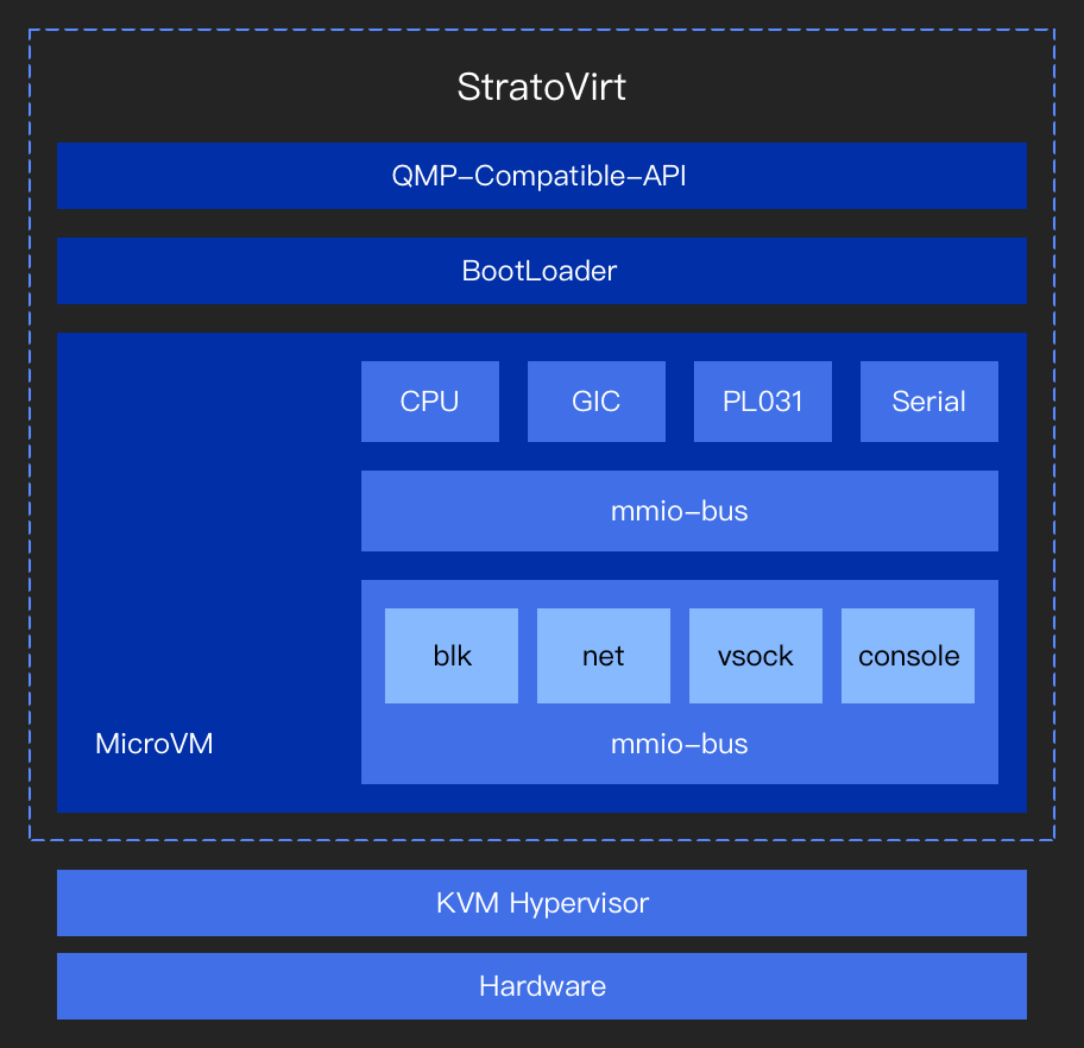 StratoVirt
QMP-Compatible-API
BootLoader
CPU
GIC
PL031
Serial
mmio-bus
blk
net
vsock
console
MicroVM
mmio-bus
KVM Hypervisor
Hardware